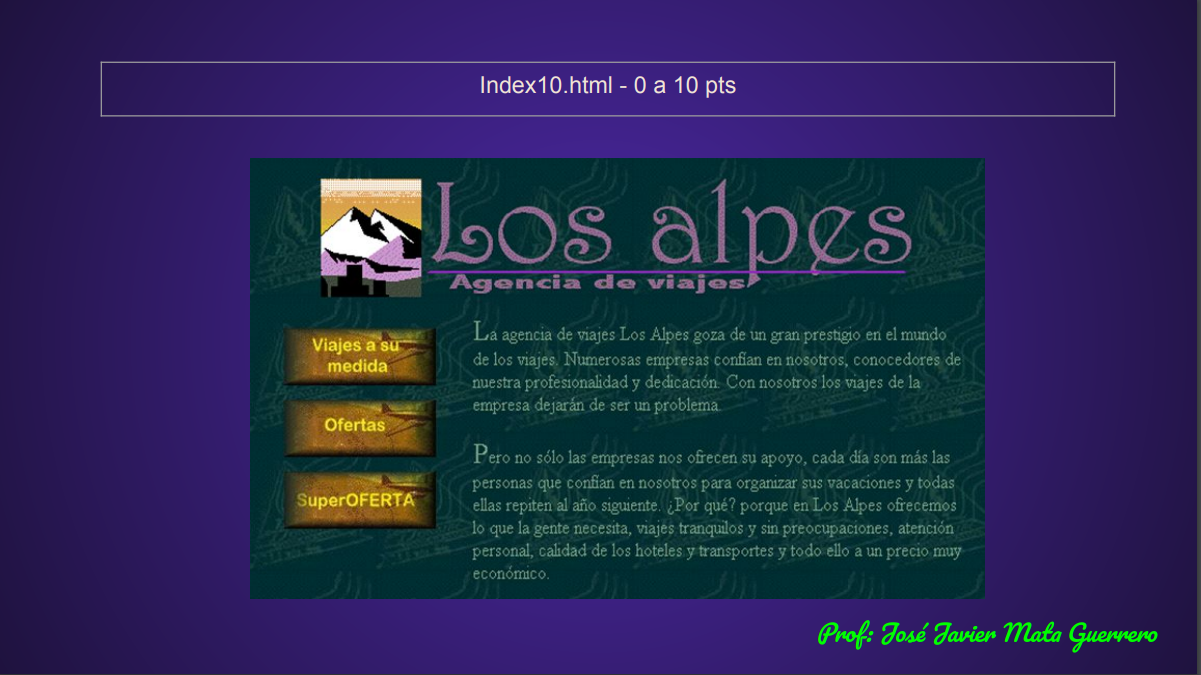 Index10.html - 0 a 10 pts
Los alpes
Agencia de viajes
Viajes a su
medida
Ofertas
SuperOFERTA
La agencia de viajes Los Alpes goza de un gran prestigio en el mundo
de los viajes. Numerosas empresas confían en nosotros, conocedores de
nuestra profesionalidad y dedicación. Con nosotros los viajes de la
empresa dejarán de ser un problema.
Pero no sólo las empresas nos ofrecen su apoyo, cada día son más las
personas que confían en nosotros para organizar sus vacaciones y todas
ellas repiten al año siguiente. ¿Por qué? porque en Los Alpes ofrecemos
lo que la gente necesita, viajes tranquilos y sin preocupaciones, atención
personal, calidad de los hoteles y transportes y todo ello a un precio muy
económico.
Prof: José Javier Mata Guerrero